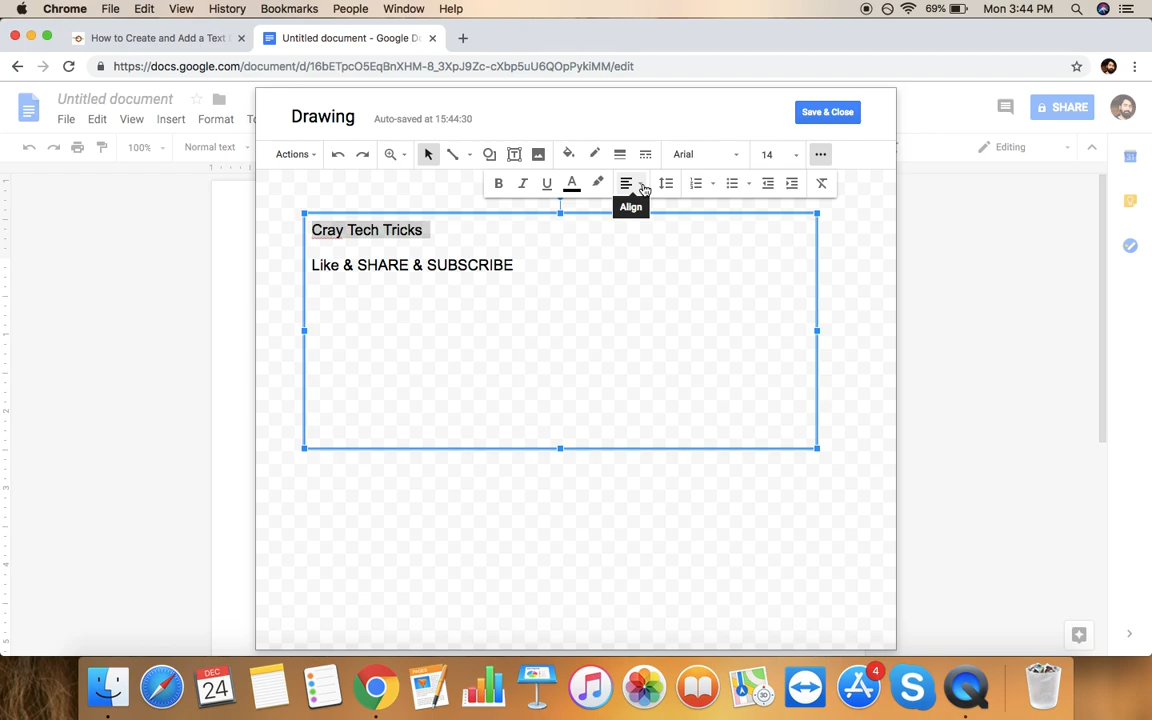 Chrome File Edit View History Bookmarks People Window Help 69% Mon 3:44 PM
How to Create and Add a Text Untitled document - Google D
https://docs.google.com/document/d/16bETpcO5EqBnXHM-8_3XpJ9Zc-cXbp5uU6QOpPykiMM/edit
Untitled document
File Edit View Insert Format SHARE
100% Normal text Editing
Drawing Auto-saved at 15:44:30 Save & Close
Actions Arial 14
B I U A
Align
Cray Tech Tricks
Like & SHARE & SUBSCRIBE
DEC
24
4
3D